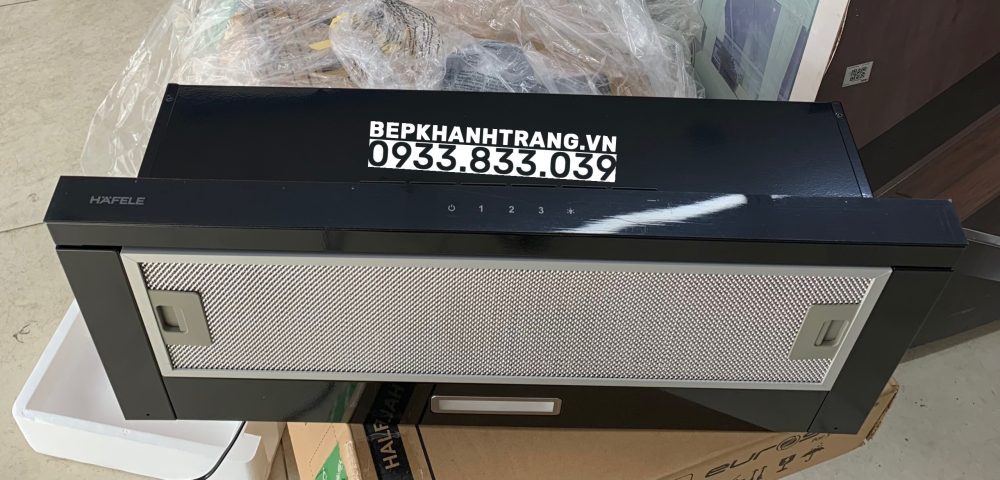 BEPKHANHTRANG.VN
0933.833.039
HÄFELE
1 2 3